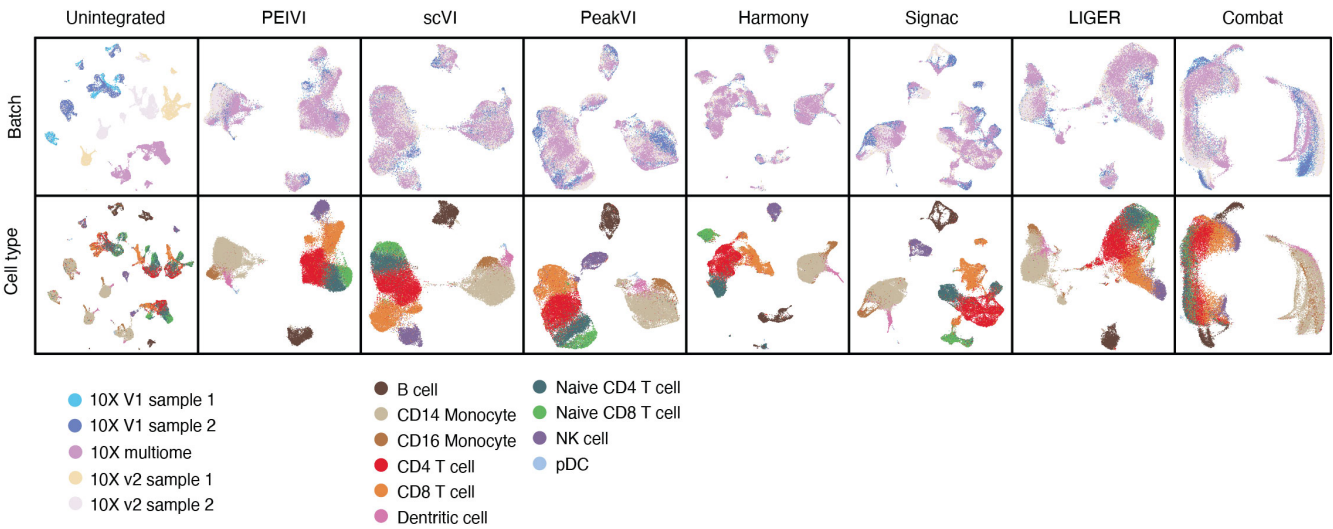 Unintegrated PEIVI scVI PeakVI Harmony Signac LIGER Combat
Batch
Cell type
10X V1 sample 1
10X V1 sample 2
10X multiome
10X v2 sample 1
10X v2 sample 2
B cell
CD14 Monocyte
CD16 Monocyte
CD4 T cell
CD8 T cell
Dentritic cell
Naive CD4 T cell
Naive CD8 T cell
NK cell
pDC